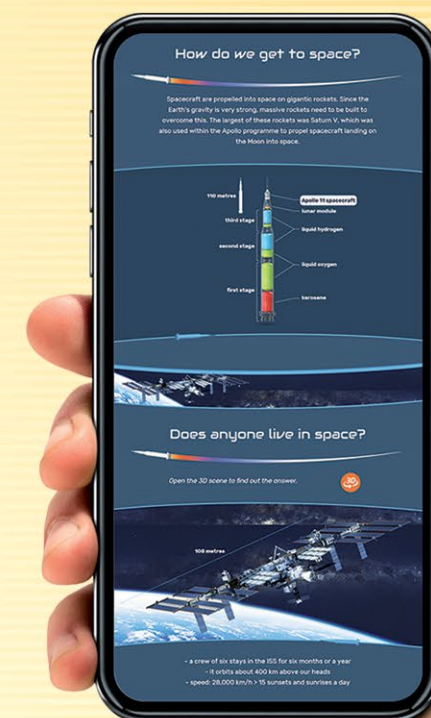 How do we get to space?
Spacecraft are propelled into space on gigantic rockets. Since the
Earth's gravity is very strong, massive rockets need to be built to
overcome this. The largest of these rockets was Saturn V, which was
also used within the Apollo programme to propel spacecraft landing on
the Moon into space.
110 metres
Apollo 11 spacecraft
lunar module
third stage
liquid hydrogen
second stage
liquid oxygen
first stage
kerosene
Does anyone live in space?
Open the 3D scene to find out the answer.
3D
108 metres
- a crew of six stays in the ISS for six months or a year
- it orbits about 400 km above our heads
- speed: 28,000 km/h > 15 sunsets and sunrises a day